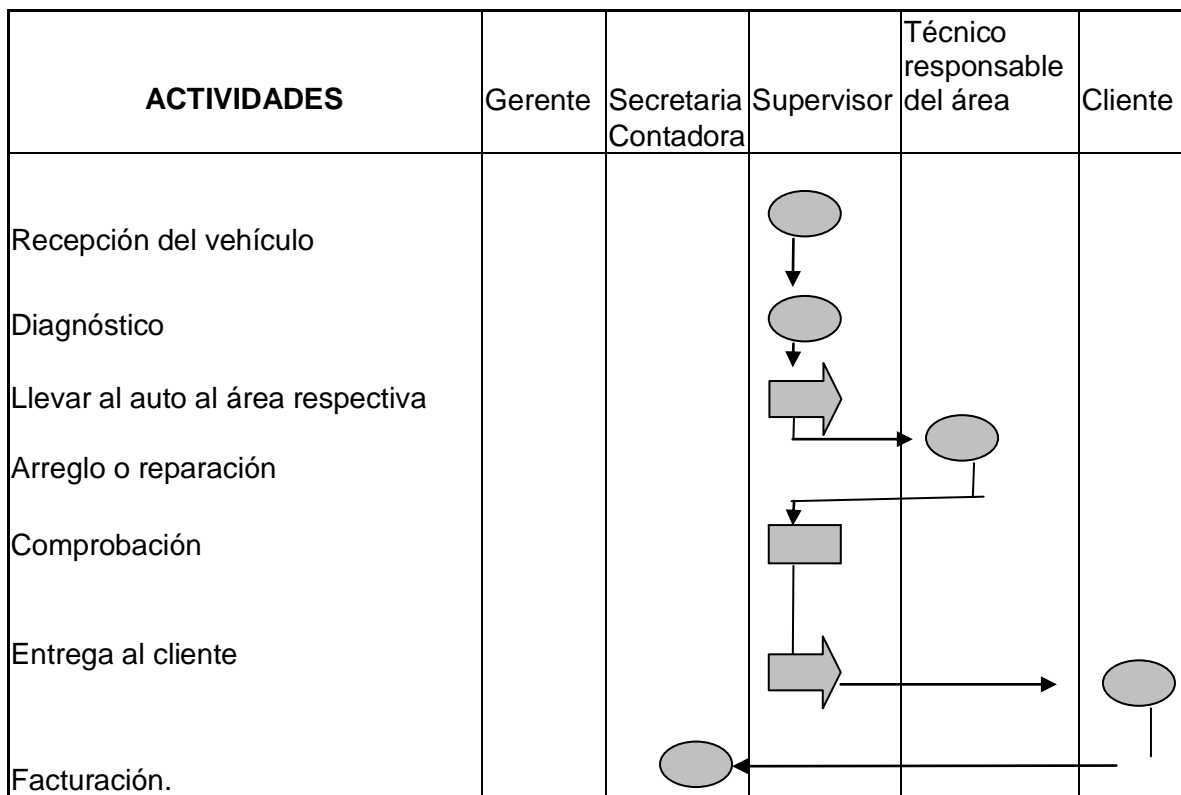 ACTIVIDADES
Gerente
Secretaria
Contadora
Supervisor
Técnico
responsable
del área
Cliente
Recepción del vehículo
Diagnóstico
Llevar al auto al área respectiva
Arreglo o reparación
Comprobación
Entrega al cliente
Facturación.